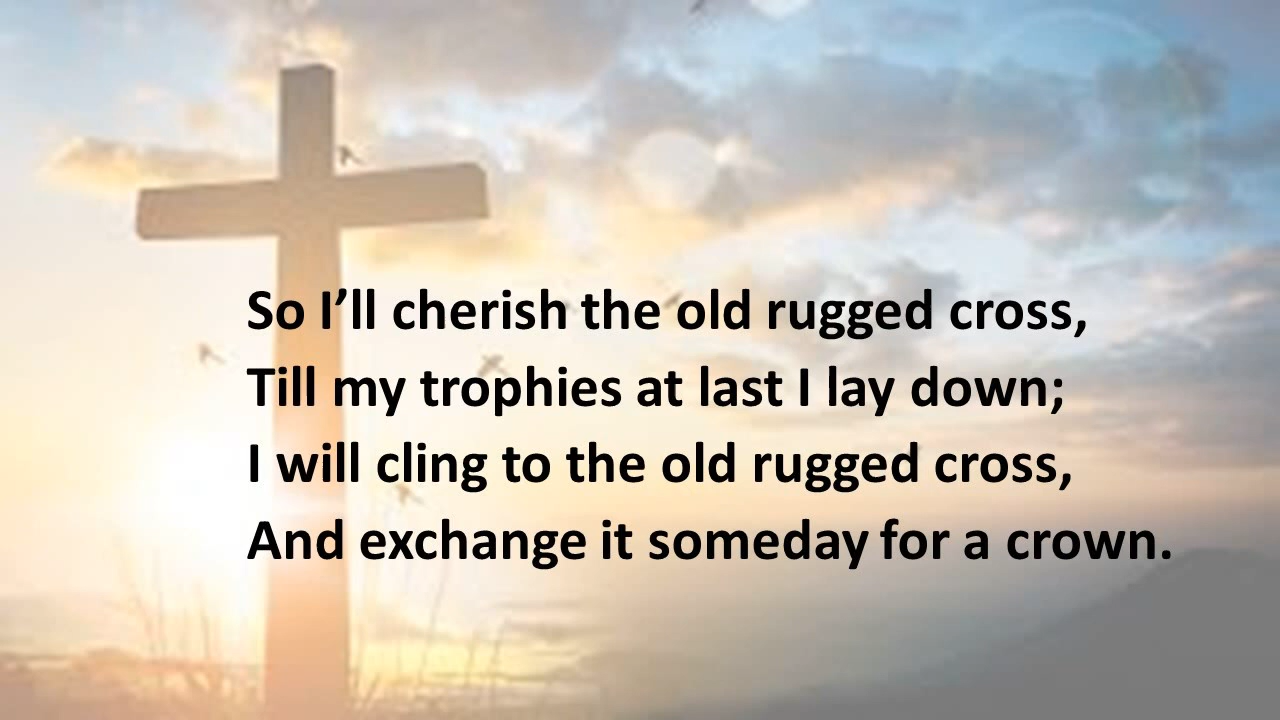 So I’ll cherish the old rugged cross,
Till my trophies at last I lay down;
I will cling to the old rugged cross,
And exchange it someday for a crown.